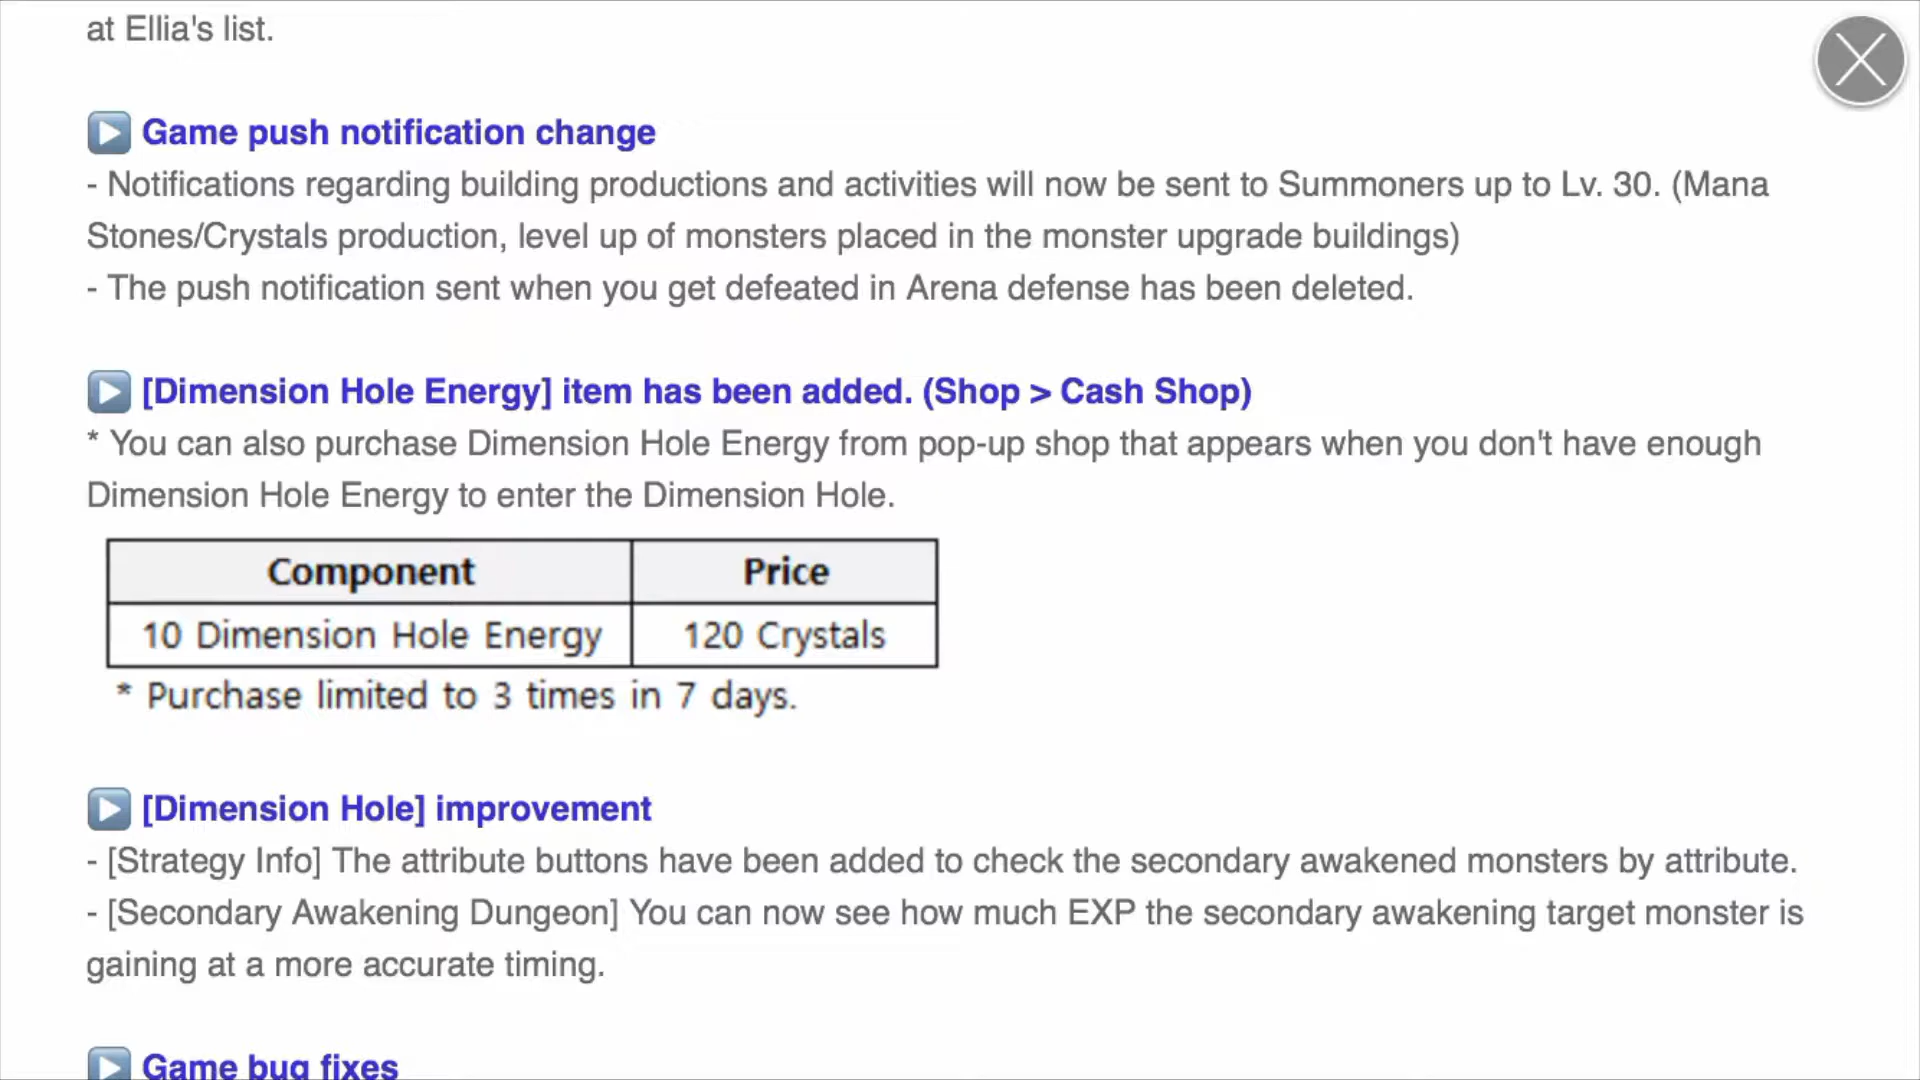 at Ellia's list.
Game push notification change
- Notifications regarding building productions and activities will now be sent to Summoners up to Lv. 30. (Mana
Stones/Crystals production, level up of monsters placed in the monster upgrade buildings)
- The push notification sent when you get defeated in Arena defense has been deleted.
[Dimension Hole Energy] item has been added. (Shop > Cash Shop)
* You can also purchase Dimension Hole Energy from pop-up shop that appears when you don't have enough
Dimension Hole Energy to enter the Dimension Hole.
Component Price
10 Dimension Hole Energy 120 Crystals
* Purchase limited to 3 times in 7 days.
[Dimension Hole] improvement
- [Strategy Info] The attribute buttons have been added to check the secondary awakened monsters by attribute.
- [Secondary Awakening Dungeon] You can now see how much EXP the secondary awakening target monster is
gaining at a more accurate timing.
Game bug fixes